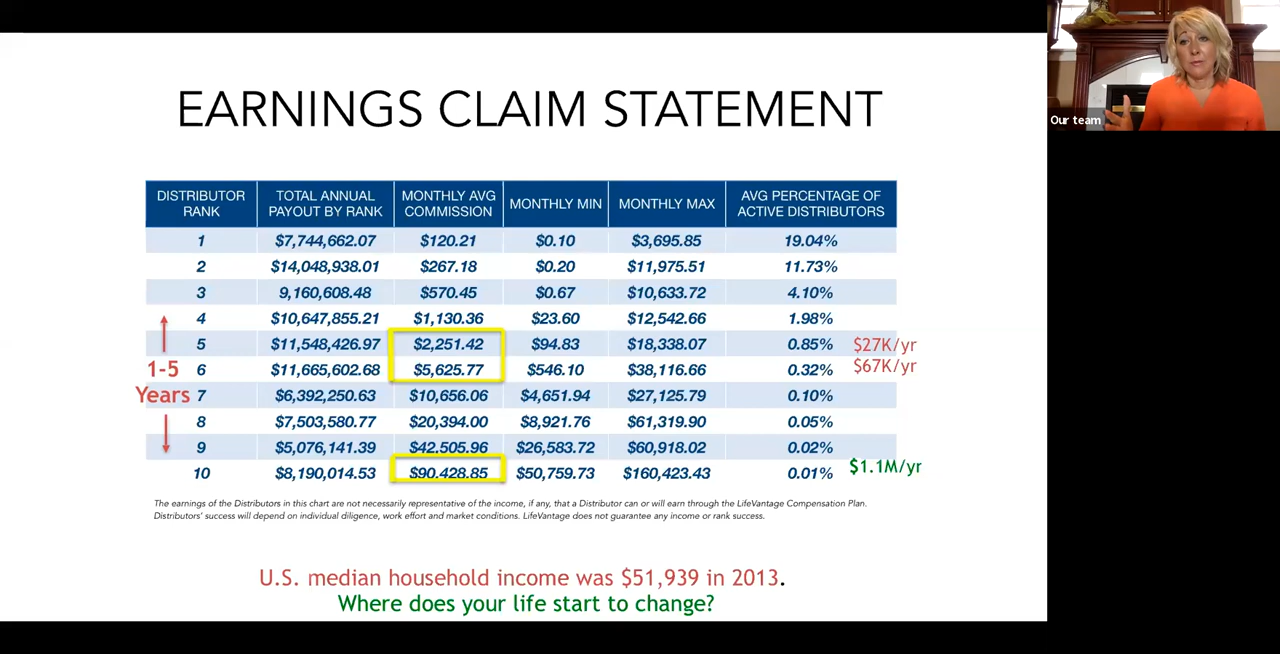 EARNINGS CLAIM STATEMENT
Our team
DISTRIBUTOR RANK TOTAL ANNUAL PAYOUT BY RANK MONTHLY AVG COMMISSION MONTHLY MIN MONTHLY MAX AVG PERCENTAGE OF ACTIVE DISTRIBUTORS
1 $7,744,662.07 $120.21 $0.10 $3,695.85 19.04%
2 $14,048,938.01 $267.18 $0.20 $11,975.51 11.73%
3 9,160,608.48 $570.45 $0.67 $10,633.72 4.10%
4 $10,647,855.21 $1,130.36 $23.60 $12,542.66 1.98%
5 $11,548,426.97 $2,251.42 $94.83 $18,338.07 0.85% $27K/yr
6 $11,665,602.68 $5,625.77 $546.10 $38,116.66 0.32% $67K/yr
1-5
Years
7 $6,392,250.63 $10,656.06 $4,651.94 $27,125.79 0.10%
8 $7,503,580.77 $20,394.00 $8,921.76 $61,319.90 0.05%
9 $5,076,141.39 $42.505.96 $26,583.72 $60,918.02 0.02%
10 $8,190,014.53 $90.428.85 $50,759.73 $160,423.43 0.01% $1.1M/yr
The earnings of the Distributors in this chart are not necessarily representative of the income, if any, that a Distributor can or will earn through the LifeVantage Compensation Plan.
Distributors' success will depend on individual diligence, work effort and market conditions. LifeVantage does not guarantee any income or rank success.
U.S. median household income was $51,939 in 2013.
Where does your life start to change?